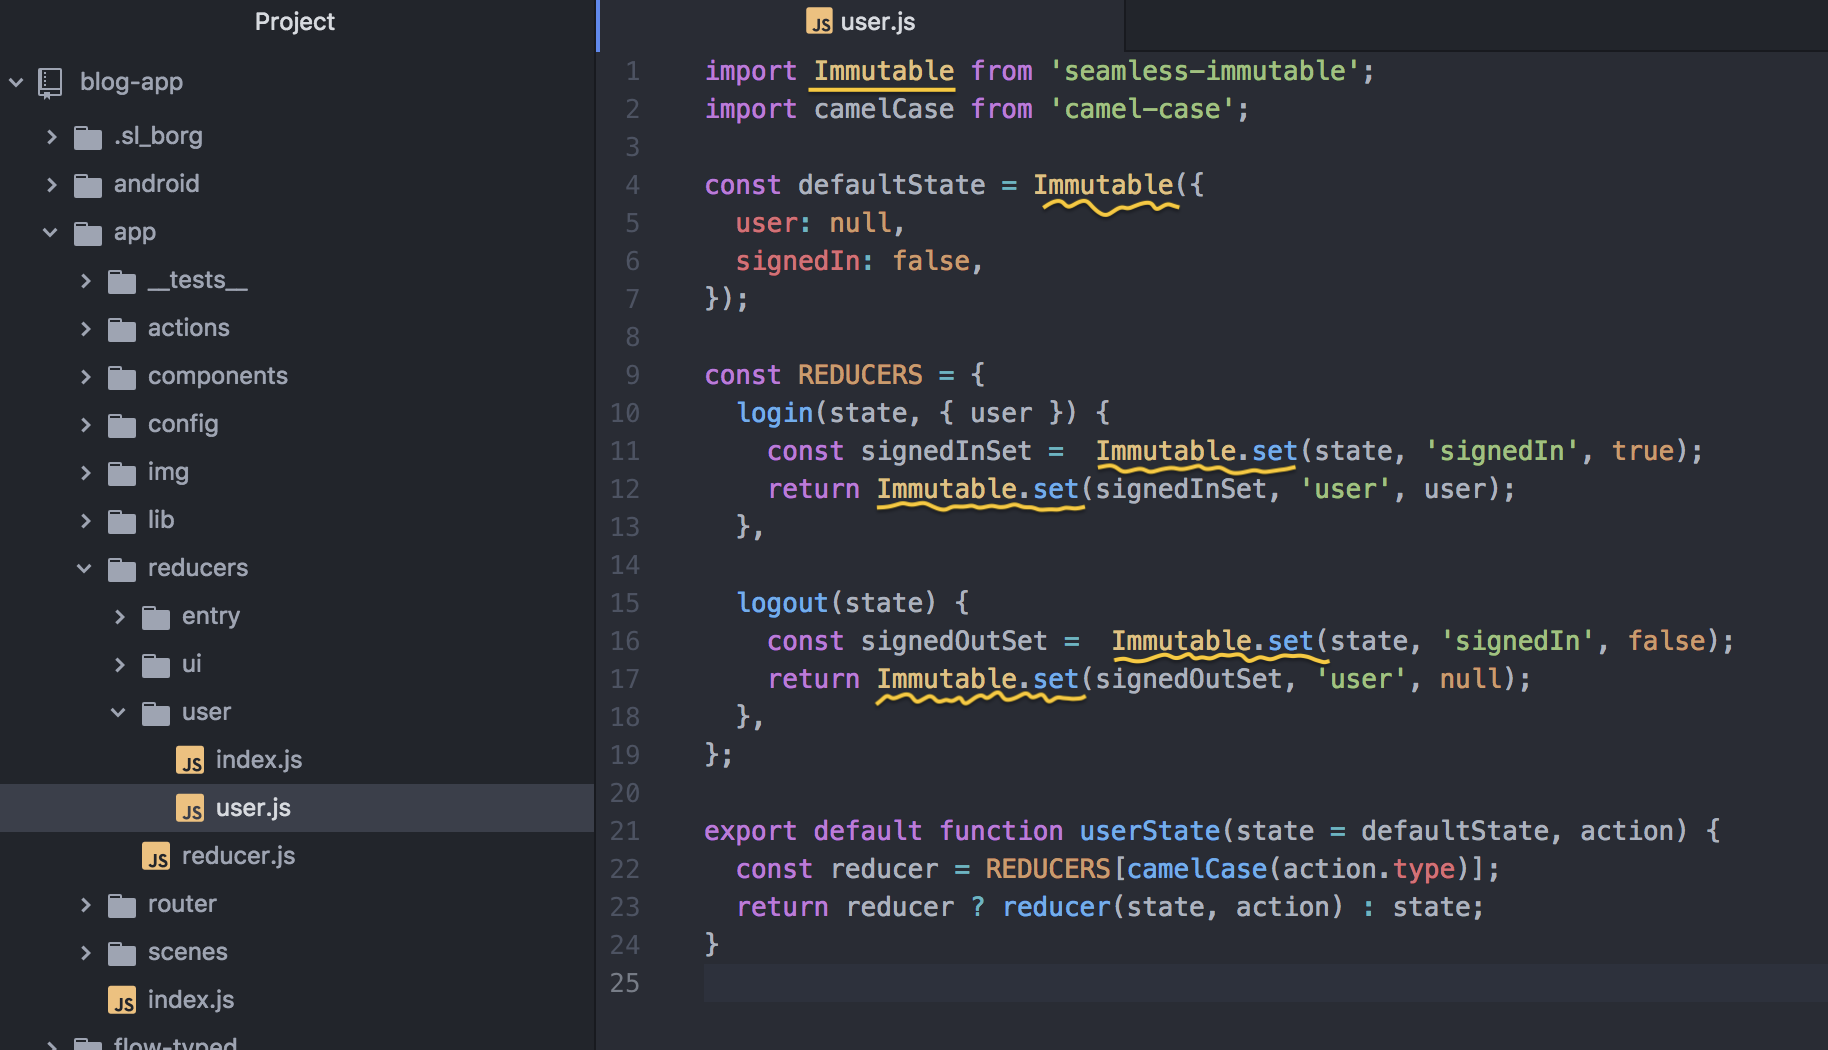 Project
blog-app
.sl_borg
android
app
__tests__
actions
components
config
img
lib
reducers
entry
ui
user
index.js
user.js
reducer.js
router
scenes
index.js
flow-typed
user.js
1 import Immutable from 'seamless-immutable';
2 import camelCase from 'camel-case';
3
4 const defaultState = Immutable({
5   user: null,
6   signedIn: false,
7 });
8
9 const REDUCERS = {
10   login(state, { user }) {
11     const signedInSet =  Immutable.set(state, 'signedIn', true);
12     return Immutable.set(signedInSet, 'user', user);
13   },
14
15   logout(state) {
16     const signedOutSet =  Immutable.set(state, 'signedIn', false);
17     return Immutable.set(signedOutSet, 'user', null);
18   },
19 };
20
21 export default function userState(state = defaultState, action) {
22   const reducer = REDUCERS[camelCase(action.type)];
23   return reducer ? reducer(state, action) : state;
24 }
25